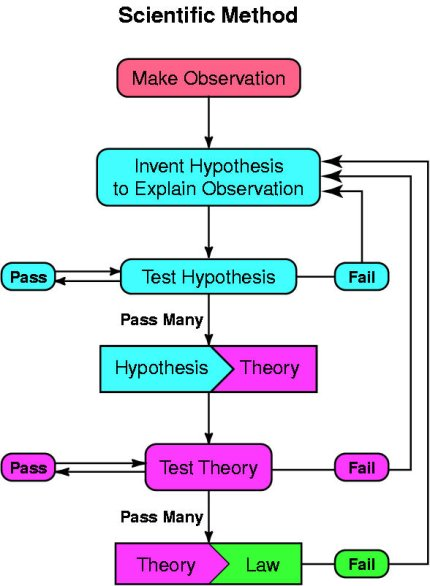 Scientific Method
Make Observation
Invent Hypothesis
to Explain Observation
Pass
Test Hypothesis
Fail
Pass Many
Hypothesis
Theory
Pass
Test Theory
Fail
Pass Many
Theory
Law
Fail